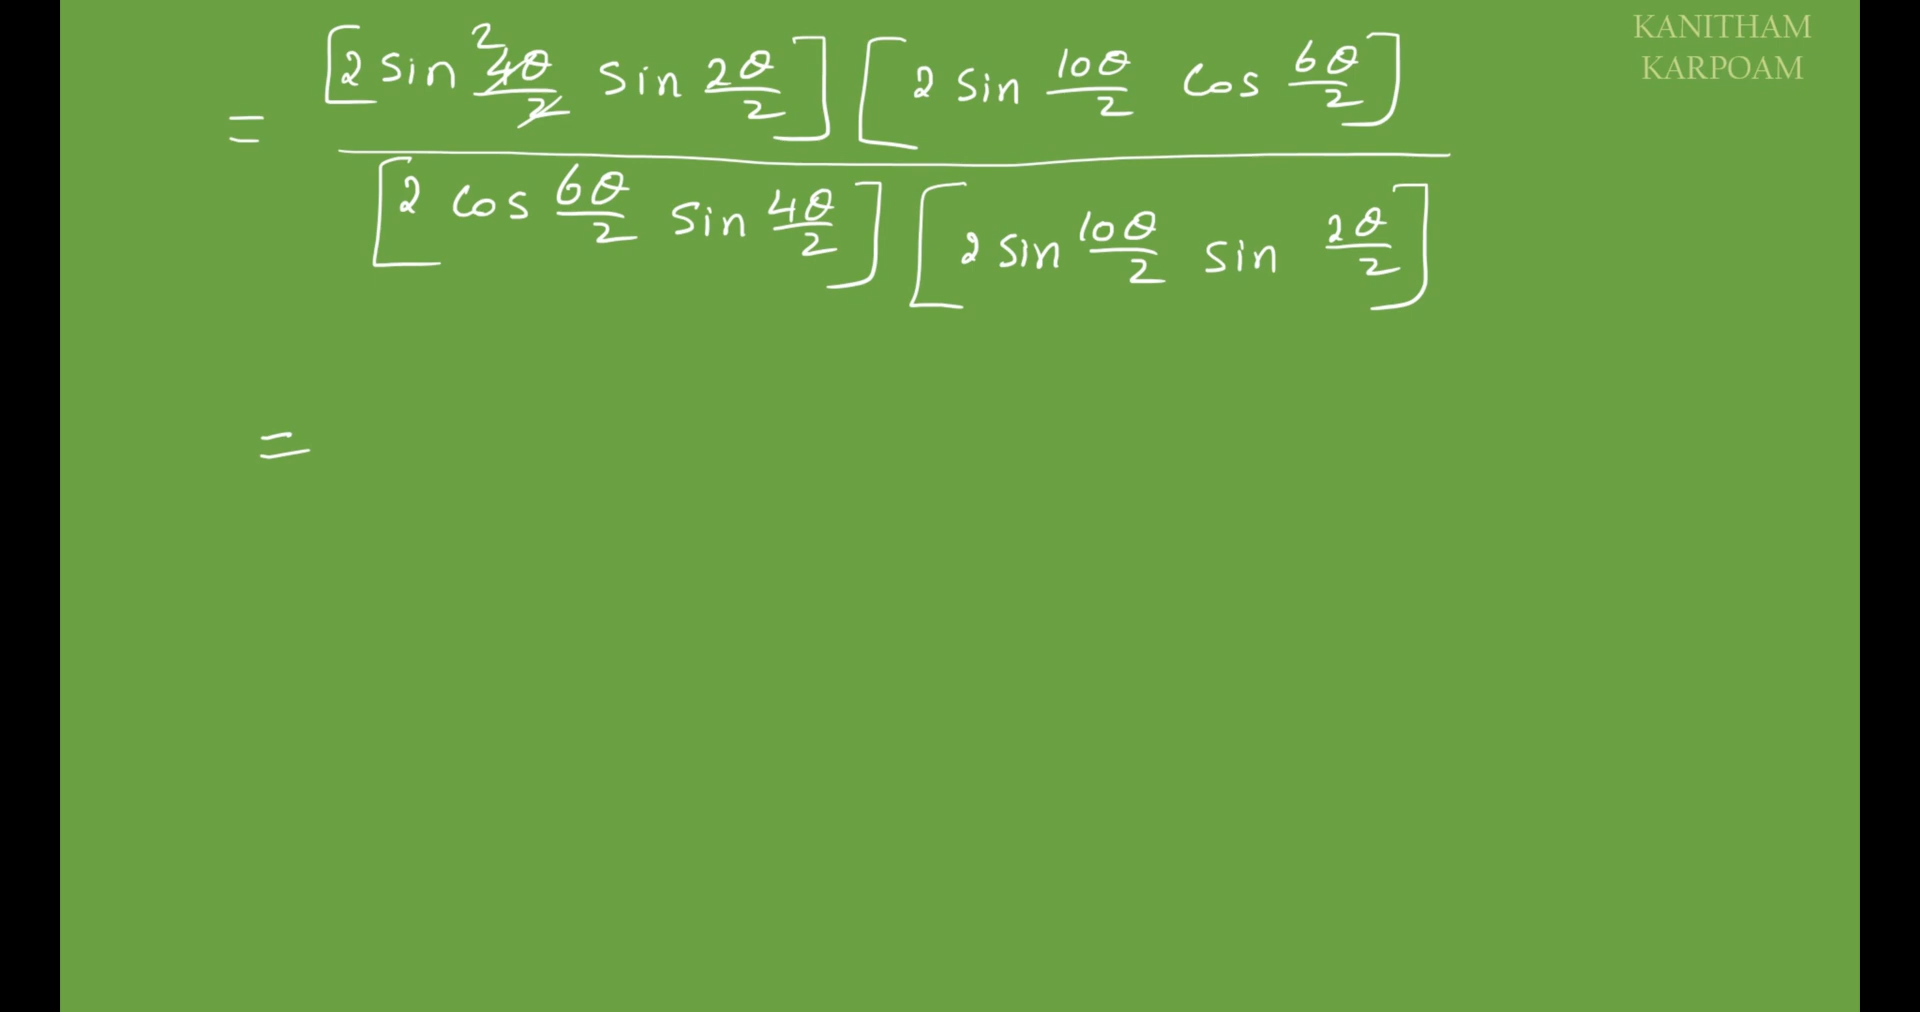 KANITHAM
KARPOAM
= [2 sin 4θ/2 2 sin 2θ/2] [2 sin 10θ/2 cos 6θ/2]
[2 cos 6θ/2 sin 4θ/2] [2 sin 10θ/2 sin 2θ/2]
=